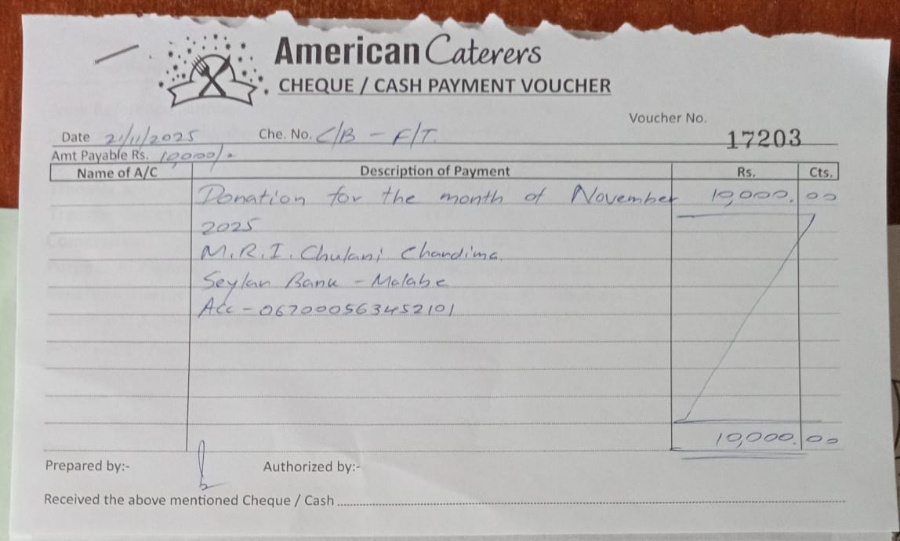 American Caterers
CHEQUE / CASH PAYMENT VOUCHER
Voucher No.
Date 21/11/2025 Che. No. C/B - F/T. 17203
Amt Payable Rs. 10,000/=
Name of A/C Description of Payment Rs. Cts.
Donation for the month of November 10,000. 00
2025
M.R.I. Chulani Chandima.
Seylan Bank - Malabe
Acc - 067000563452101
10,000. 00
Prepared by:- Authorized by:-
Received the above mentioned Cheque / Cash